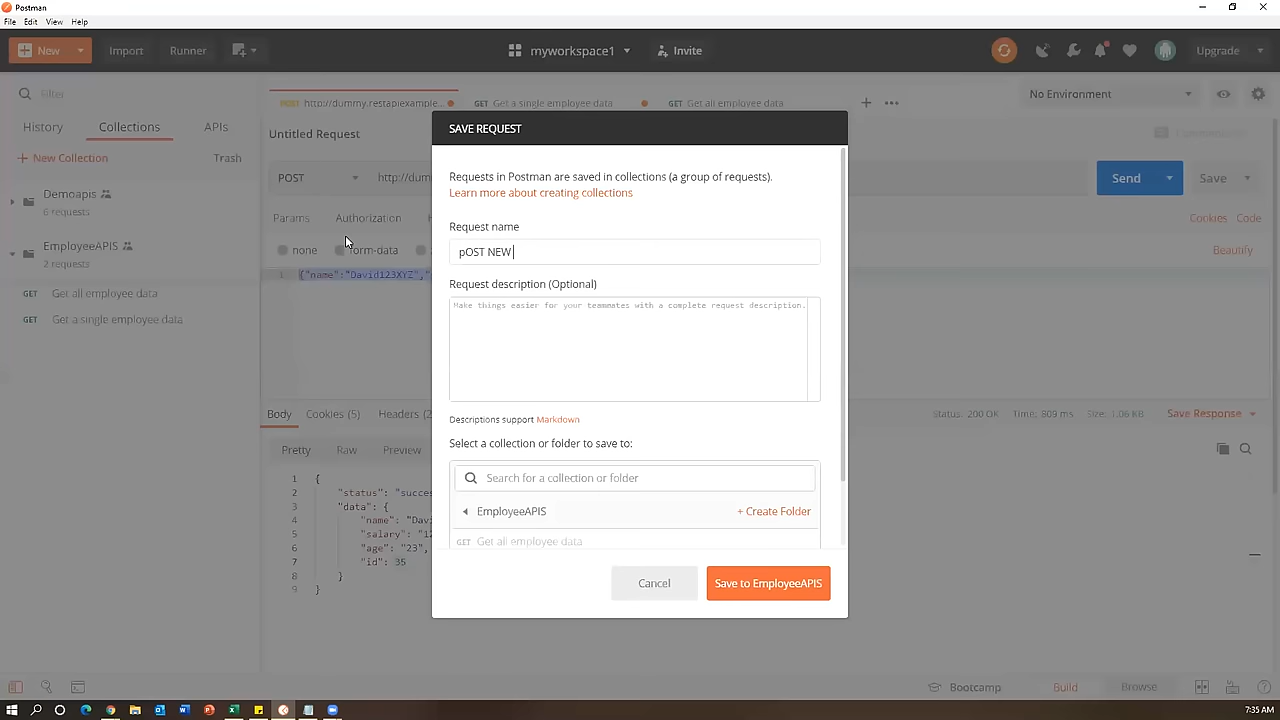 Postman
File Edit View Help
New Import Runner myworkspace1 Invite Upgrade
Filter
History Collections APIs
+ New Collection Trash
Demoapis
6 requests
EmployeeAPIS
2 requests
GET Get all employee data
GET Get a single employee data
POST http://dummy.restapiexample... GET Get a single employee data GET Get all employee data + ...
No Environment
Untitled Request
POST http://dum
Send Save
Params Authorization
Cookies Code
none form-data
Beautify
1 {"name":"David123XYZ","
SAVE REQUEST
Requests in Postman are saved in collections (a group of requests).
Learn more about creating collections
Request name
pOST NEW
Request description (Optional)
Make things easier for your teammates with a complete request description.
Descriptions support Markdown
Select a collection or folder to save to:
Search for a collection or folder
EmployeeAPIS + Create Folder
GET Get all employee data
Cancel Save to EmployeeAPIS
Body Cookies (5) Headers (2
Status: 200 OK Time: 809 ms Size: 1.06 KB Save Response
Pretty Raw Preview
1 {
2 "status": "succes
3 "data": {
4 "name": "Davi
5 "salary": "12
6 "age": "23",
7 "id": 35
8 }
9 }
Bootcamp Build Browse
7:35 AM